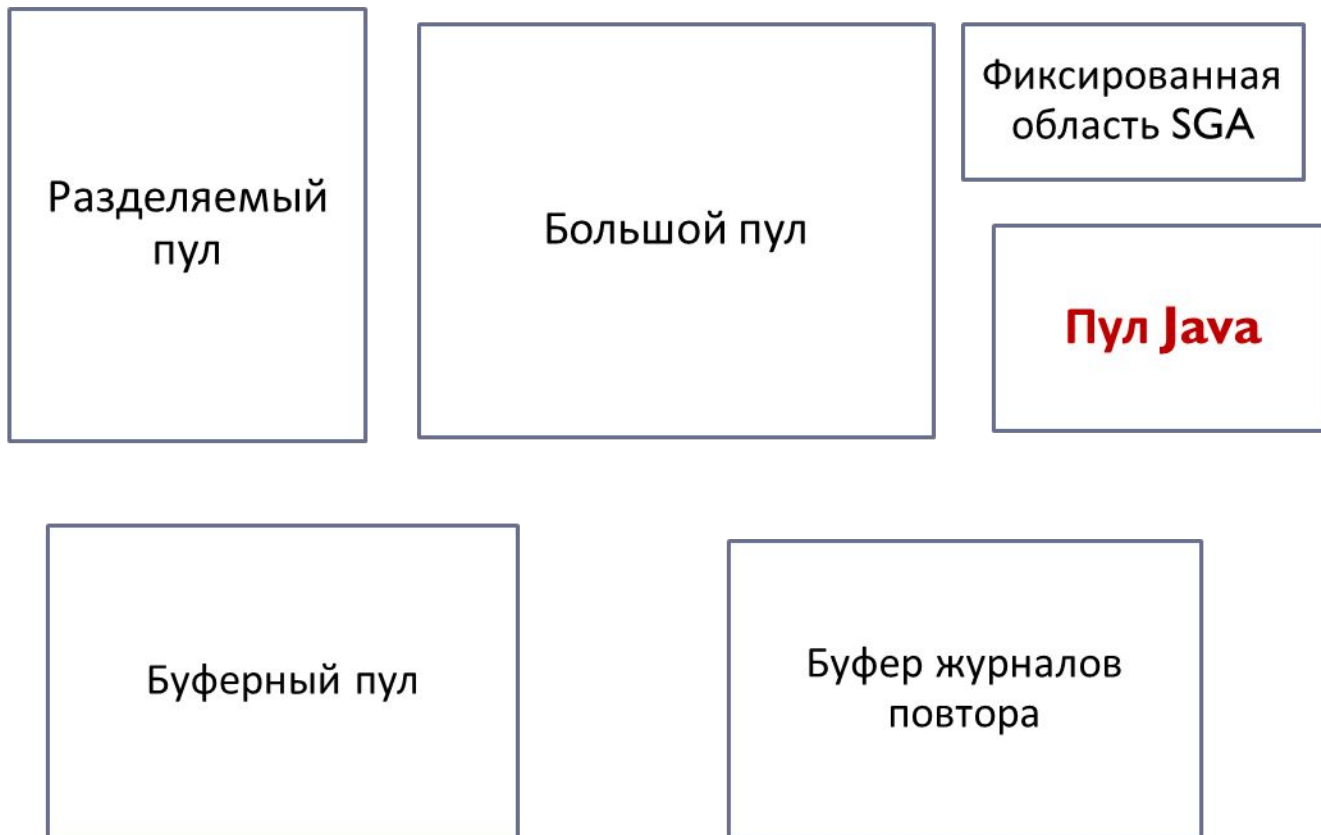 Разделяемый
пул
Большой пул
Фиксированная
область SGA
Пул Java
Буферный пул
Буфер журналов
повтора